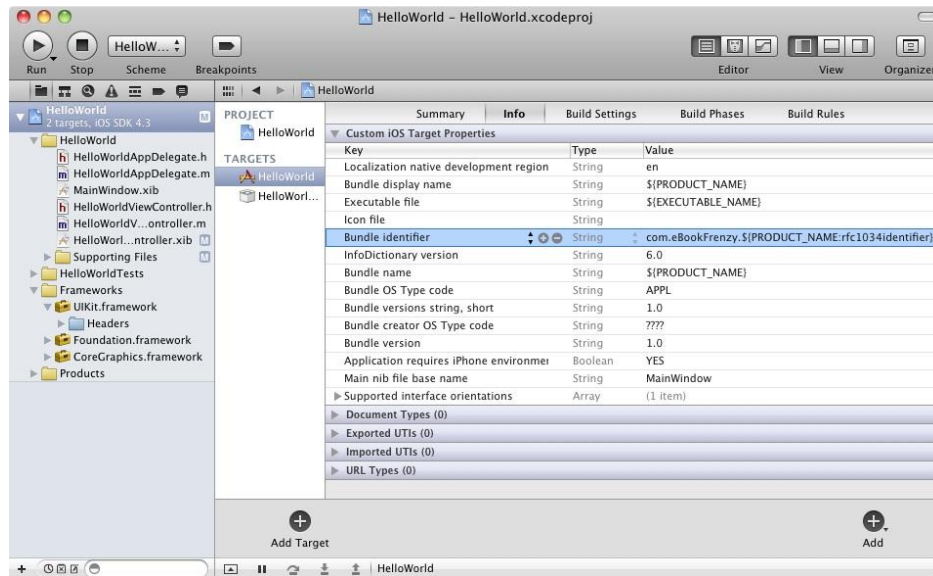 HelloWorld – HelloWorld.xcodeproj
HelloW...
Run Stop Scheme Breakpoints Editor View Organize
HelloWorld
HelloWorld
2 targets, iOS SDK 4.3
M
HelloWorld
HelloWorldAppDelegate.h
HelloWorldAppDelegate.m
MainWindow.xib
HelloWorldViewController.h
HelloWorldV...ontroller.m
HelloWorl...ntroller.xib M
Supporting Files M
HelloWorldTests
Frameworks
UIKit.framework
Headers
Foundation.framework
CoreGraphics.framework
Products
PROJECT
HelloWorld
TARGETS
HelloWorld
HelloWorl...
Summary Info Build Settings Build Phases Build Rules
Custom iOS Target Properties
Key Type Value
Localization native development region String en
Bundle display name String ${PRODUCT_NAME}
Executable file String ${EXECUTABLE_NAME}
Icon file String
Bundle identifier String com.eBookFrenzy.${PRODUCT_NAME:rfc1034identifier}
InfoDictionary version String 6.0
Bundle name String ${PRODUCT_NAME}
Bundle OS Type code String APPL
Bundle versions string, short String 1.0
Bundle creator OS Type code String ????
Bundle version String 1.0
Application requires iPhone environmer Boolean YES
Main nib file base name String MainWindow
Supported interface orientations Array (1 item)
Document Types (0)
Exported UTIs (0)
Imported UTIs (0)
URL Types (0)
Add Target Add
HelloWorld